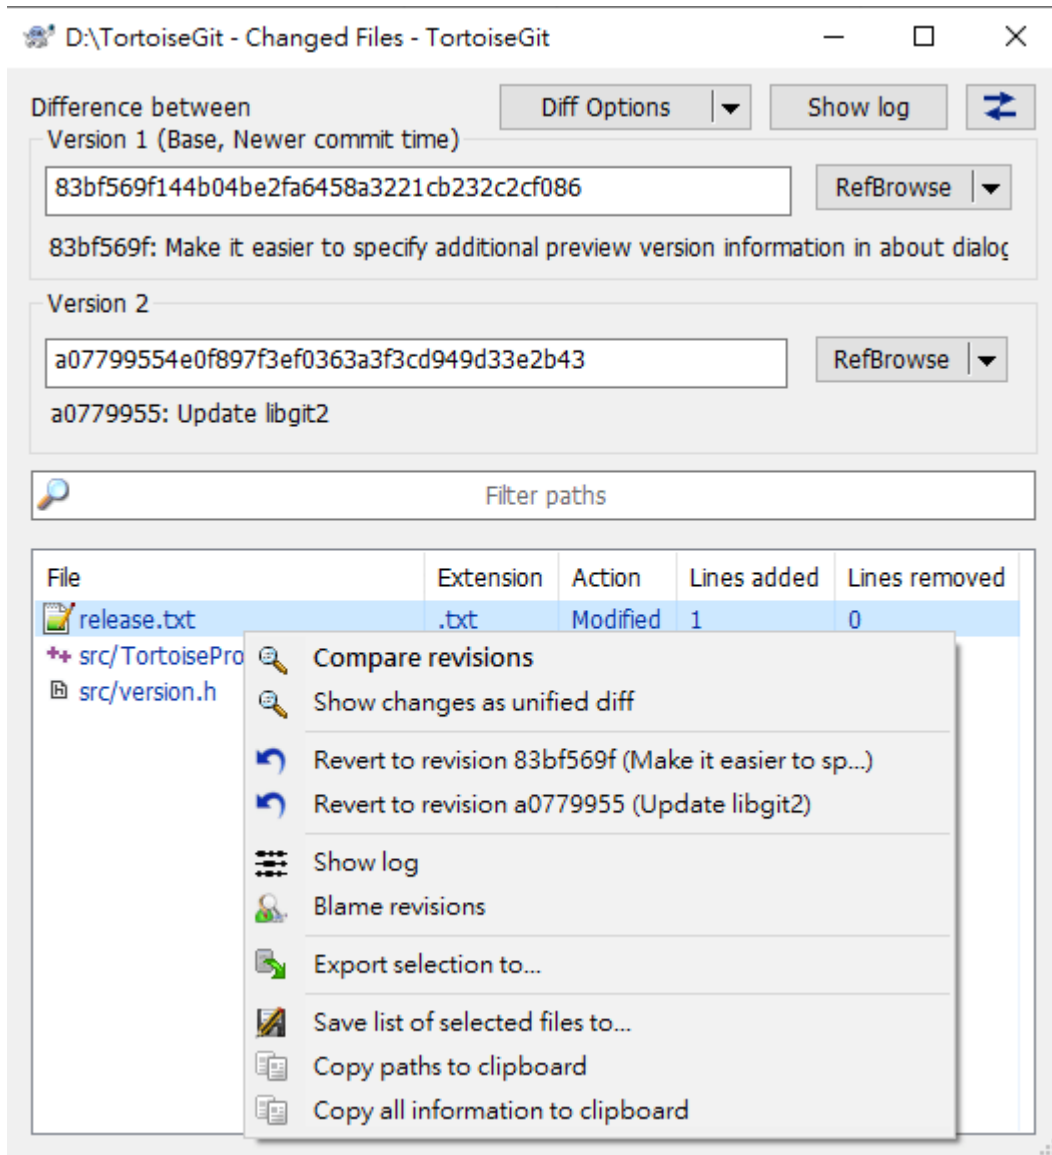 D:\TortoiseGit - Changed Files - TortoiseGit
Difference between
Diff Options
Show log
Version 1 (Base, Newer commit time)
83bf569f144b04be2fa6458a3221cb232c2cf086
RefBrowse
83bf569f: Make it easier to specify additional preview version information in about dialog
Version 2
a07799554e0f897f3ef0363a3f3cd949d33e2b43
RefBrowse
a0779955: Update libgit2
Filter paths
File Extension Action Lines added Lines removed
release.txt .txt Modified 1 0
src/TortoisePro
src/version.h
Compare revisions
Show changes as unified diff
Revert to revision 83bf569f (Make it easier to sp...)
Revert to revision a0779955 (Update libgit2)
Show log
Blame revisions
Export selection to...
Save list of selected files to...
Copy paths to clipboard
Copy all information to clipboard